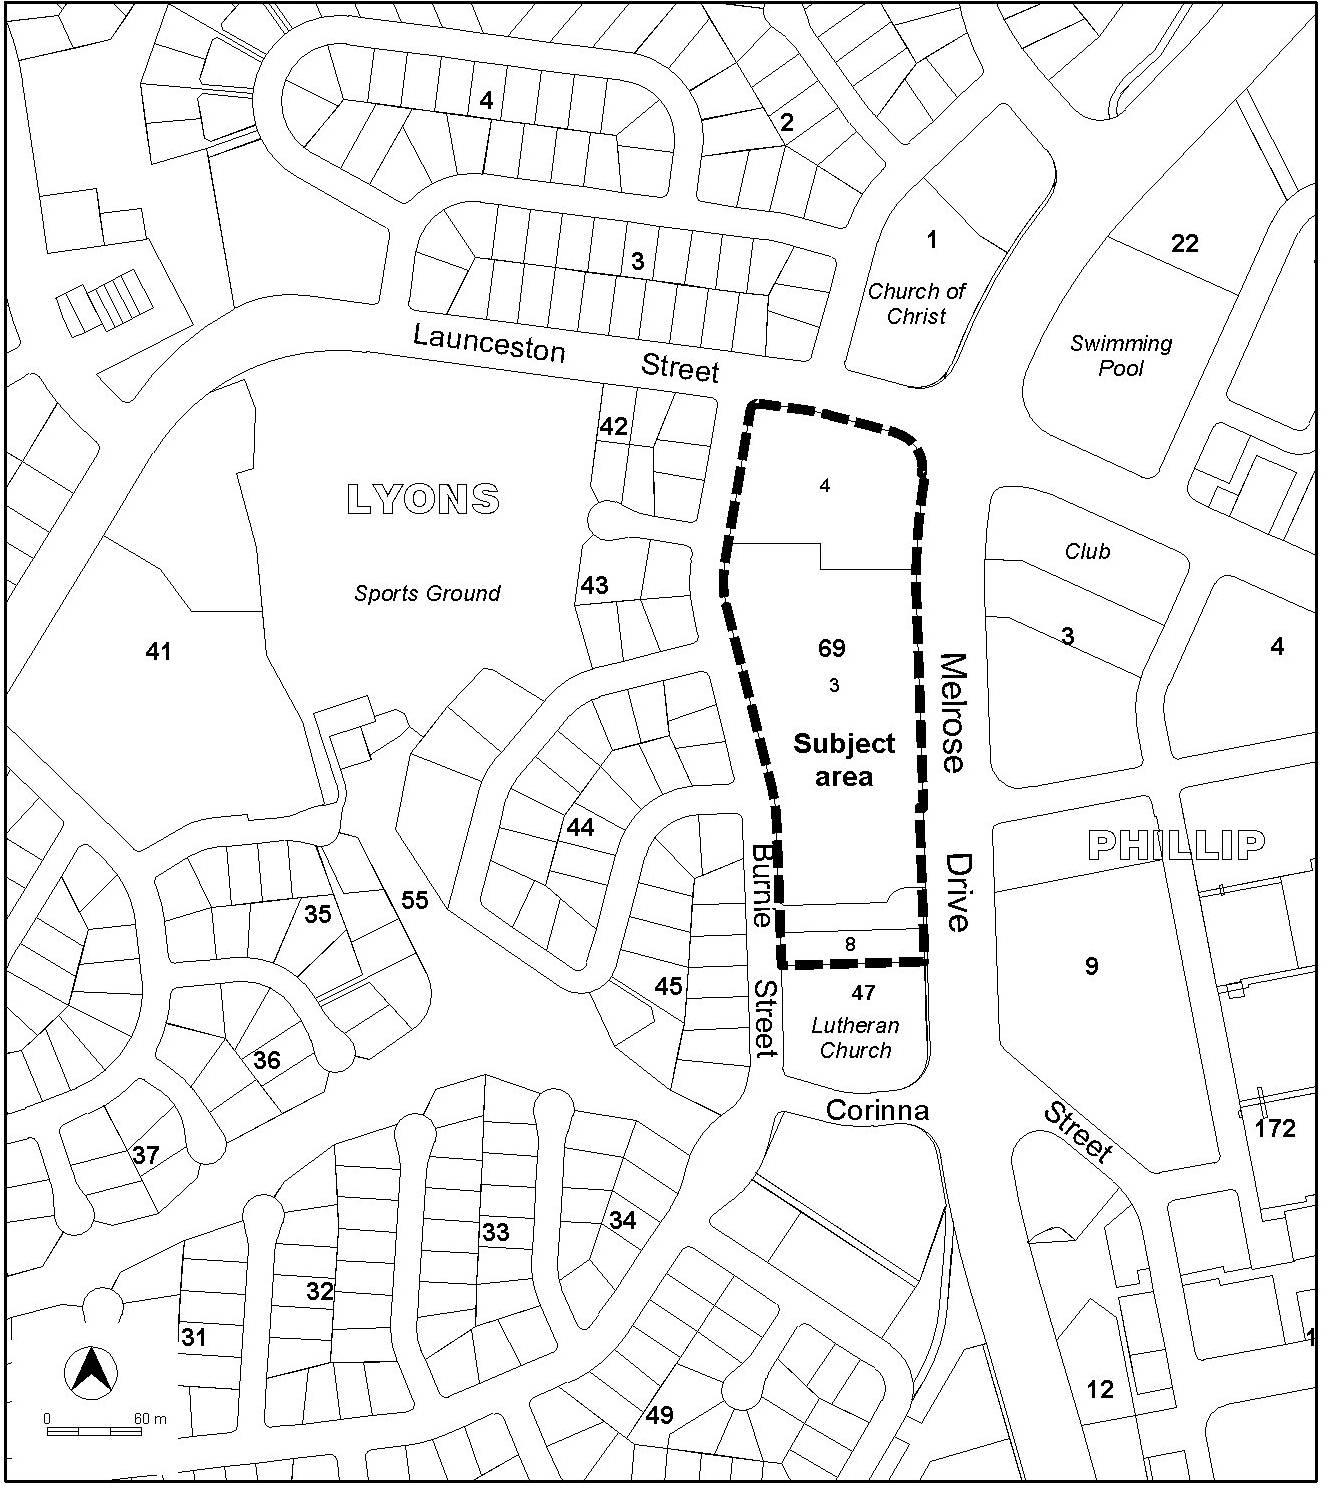 4
2
1
Church of
Christ
22
3
Swimming
Pool
Launceston
Street
42
4
LYONS
Club
43
Sports Ground
3
41
69
4
3
Melrose
Subject
area
44
PHILLIP
Burnie
Drive
55
35
8
9
45
47
Street
Lutheran
Church
36
Corinna
Street
172
37
34
33
32
31
1
12
49
0
60 m